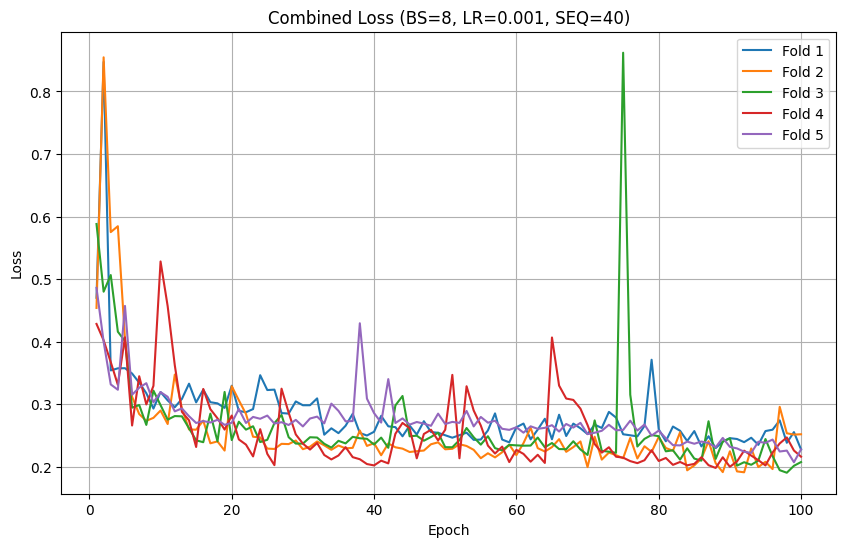 Combined Loss (BS=8, LR=0.001, SEQ=40)
Fold 1
Fold 2
Fold 3
Fold 4
Fold 5
Loss
0.8
0.7
0.6
0.5
0.4
0.3
0.2
0 20 40 60 80 100
Epoch